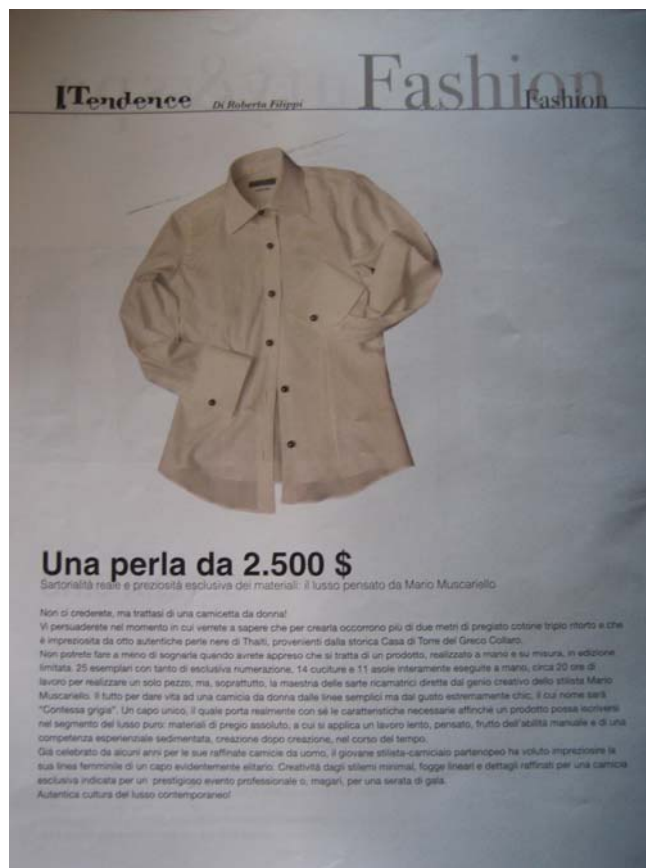 Tendence Di Roberta Filippi Fashion
Fashion
Una perla da 2.500 $
Sartorialità reale e preziosità esclusiva dei materiali: il lusso pensato da Mario Muscariello
Non ci crederete, ma trattasi di una camicetta da donna!
Vi persuaderete nel momento in cui verrete a sapere che per crearla occorrono più di due metri di pregiato cotone triplo ritorto e che
è impreziosita da otto autentiche perle nere di Thaiti, provenienti dalla storica Casa di Torre del Greco Collaro.
Non potrete fare a meno di sognarle quando avrete appreso che si tratta di un prodotto, realizzato a mano e su misura, in edizione
limitata. 25 esemplari con tanto di esclusiva numerazione, 14 cuciture e 11 asole interamente eseguite a mano, circa 20 ore di
lavoro per realizzare un solo pezzo, ma, soprattutto, la maestria delle sarte ricamatrici dirette dal genio creativo dello stilista Mario
Muscariello. Il tutto per dare vita ad una camicia da donna dalle linee semplici ma dal gusto estremamente chic, il cui nome sarà
"Contessa grigia". Un capo unico, il quale porta realmente con sé le caratteristiche necessarie affinché un prodotto possa iscriversi
nel segmento del lusso puro: materiali di pregio assoluto, a cui si applica un lavoro lento, pensato, frutto dell'abilità manuale e di una
competenza esperienziale sedimentata, creazione dopo creazione, nel corso del tempo.
Già celebrato da alcuni anni per le sue raffinate camicie da uomo, il giovane stilista-camiciaio partenopeo ha voluto impreziosire la
sua linea femminile di un capo evidentemente elitario. Creatività dagli stilemi minimal, fogge lineari e dettagli raffinati per una camicia
esclusiva indicata per un prestigioso evento professionale o, magari, per una serata di gala.
Autentica cultura del lusso contemporaneo!